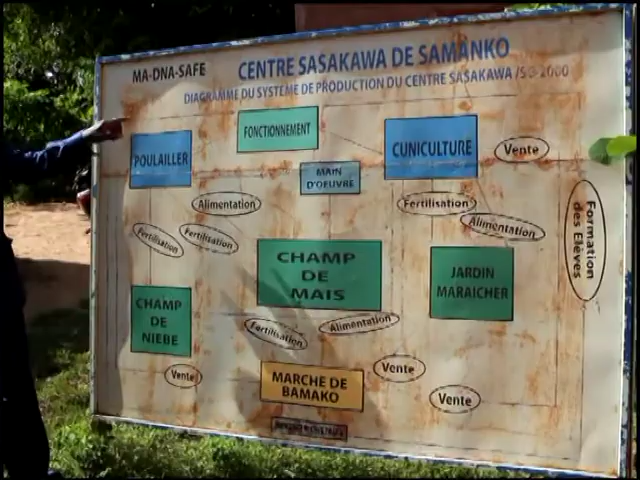 MA-DNA-SAFE
CENTRE SASAKAWA DE SAMANKO
DIAGRAMME DU SYSTEME DE PRODUCTION DU CENTRE SASAKAWA
FONCTIONNEMENT
POULAILLER
CUNICULTURE
Vente
MAIN
D'OEUVRE
Alimentation
Fertilisation
Alimentation
Fertilisation
Fertilisation
Formation
des Elèves
CHAMP
DE
MAIS
JARDIN
MARAICHER
CHAMP
DE
NIEBE
Fertilisation
Alimentation
Vente
MARCHE DE
BAMAKO
Vente
Vente